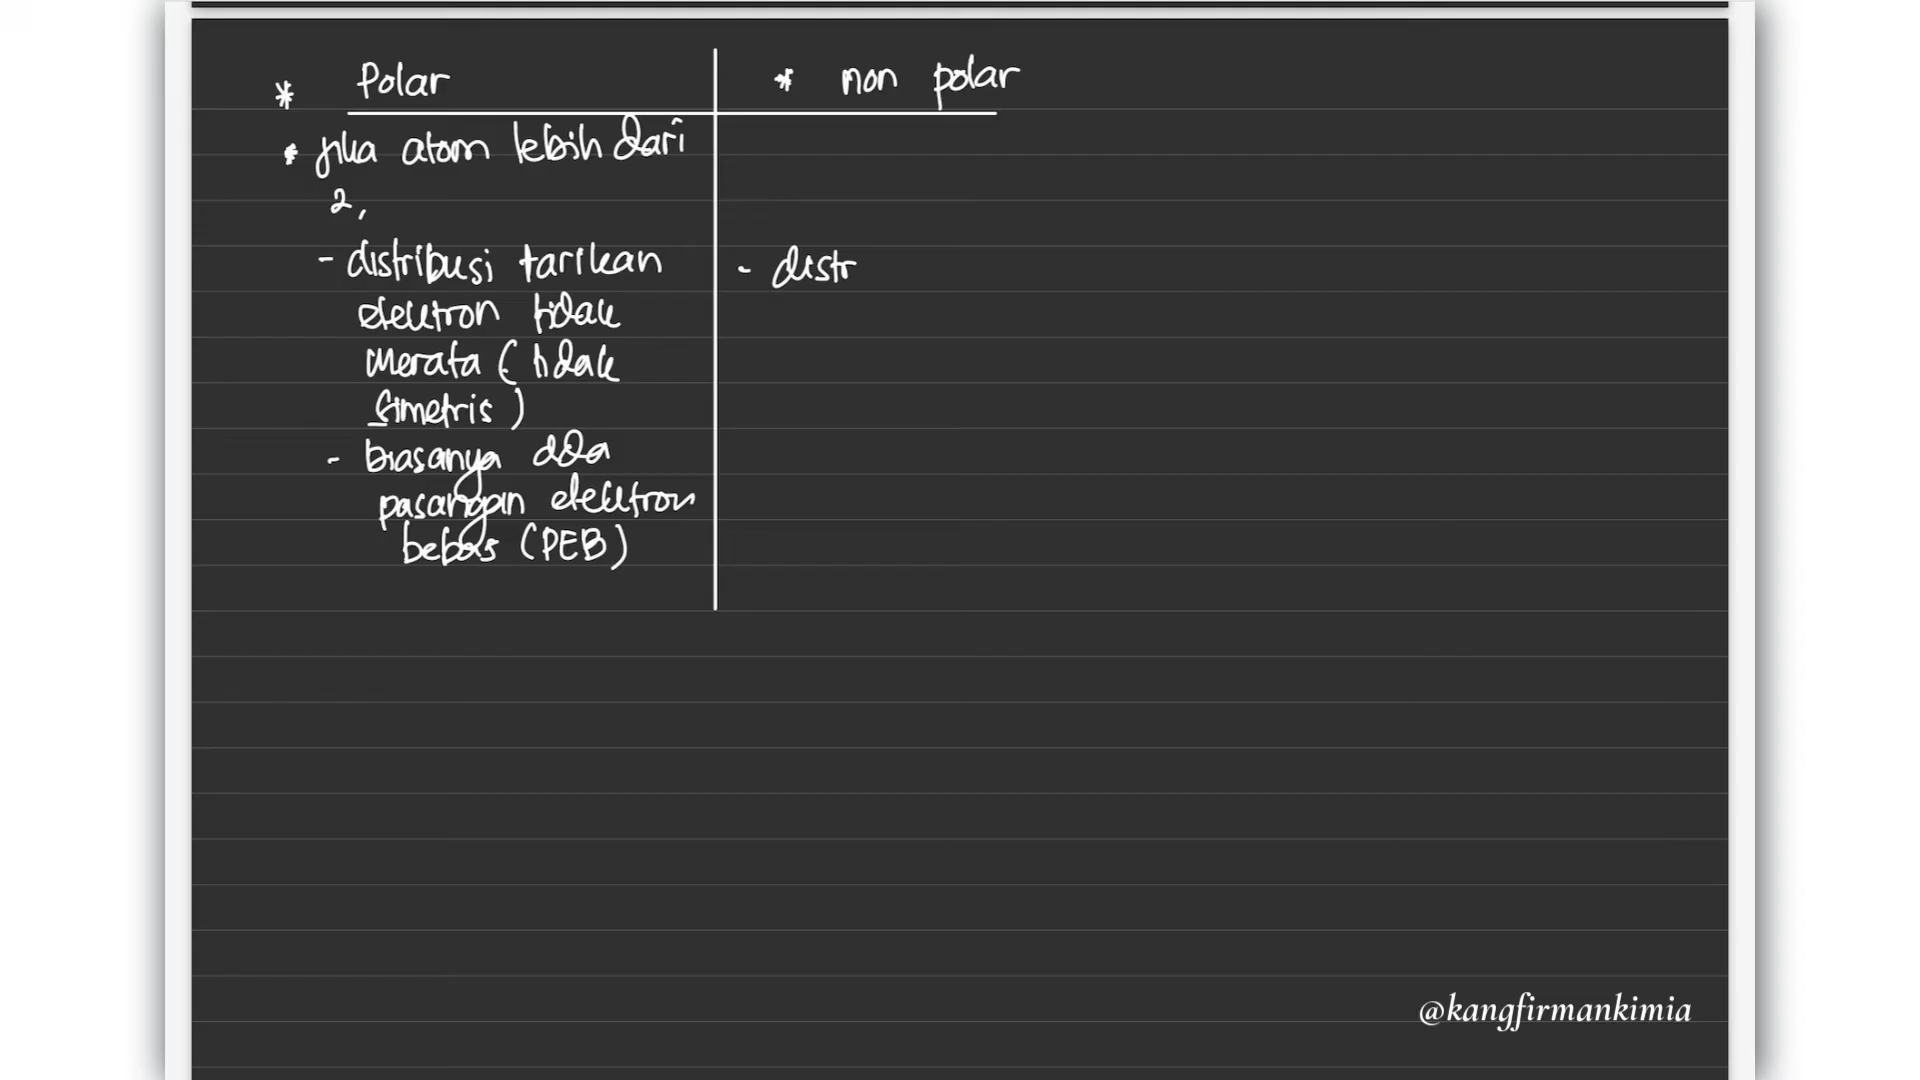 * Polar
* non polar
* jika atom lebih dari
2,
- distribusi tarikan
elektron tidak
merata (tidak
simetris)
- biasanya ada
pasangan elektron
bebas (PEB)
- distr
@kangfirmankimia